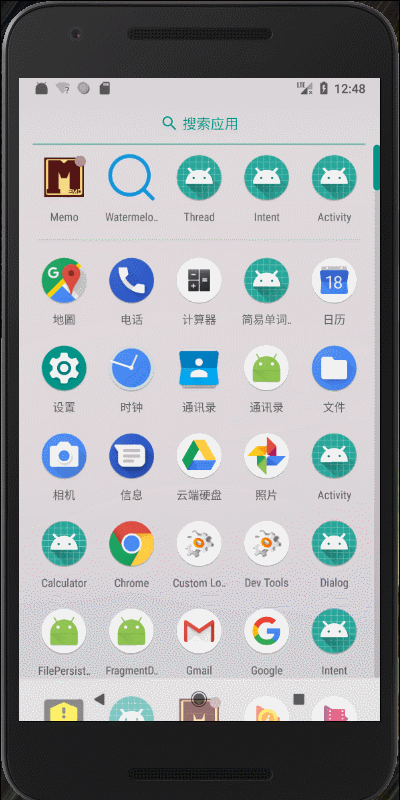 12:48
搜索应用
Memo
Watermelo..
Thread
Intent
Activity
地图
电话
计算器
简易单词..
日历
18
设置
时钟
通讯录
通讯录
文件
相机
信息
云端硬盘
照片
Activity
Calculator
Chrome
Custom Lo..
Dev Tools
Dialog
FilePersist..
FragmentD..
Gmail
Google
Intent